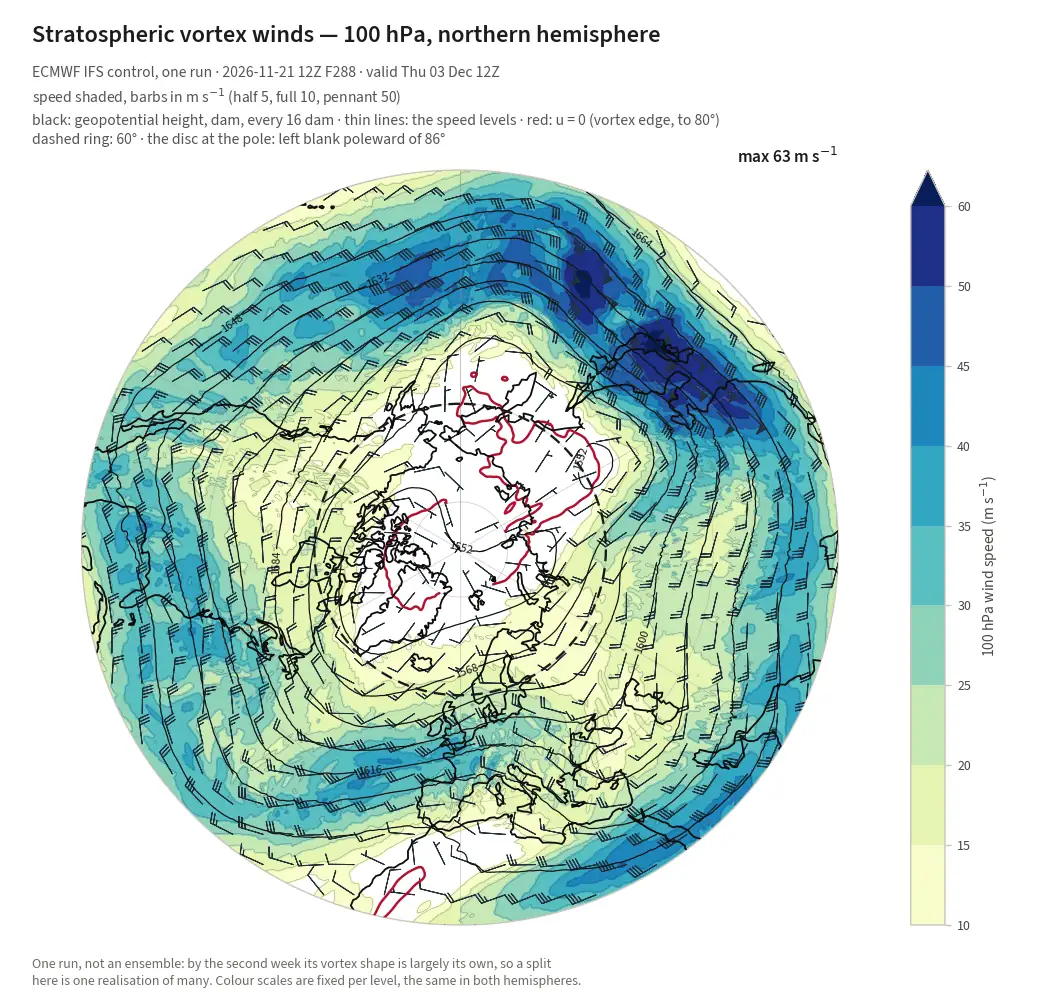 Stratospheric vortex winds — 100 hPa, northern hemisphere
ECMWF IFS control, one run · 2026-11-21 12Z F288 · valid Thu 03 Dec 12Z
speed shaded, barbs in m s⁻¹ (half 5, full 10, pennant 50)
black: geopotential height, dam, every 16 dam · thin lines: the speed levels · red: u = 0 (vortex edge, to 80°)
dashed ring: 60° · the disc at the pole: left blank poleward of 86°
max 63 m s⁻¹
1664
1632
1648
1552
1552
1616
60
50
45
40
35
30
25
20
15
10
100 hPa wind speed (m s⁻¹)
One run, not an ensemble: by the second week its vortex shape is largely its own, so a split
here is one realisation of many. Colour scales are fixed per level, the same in both hemispheres.